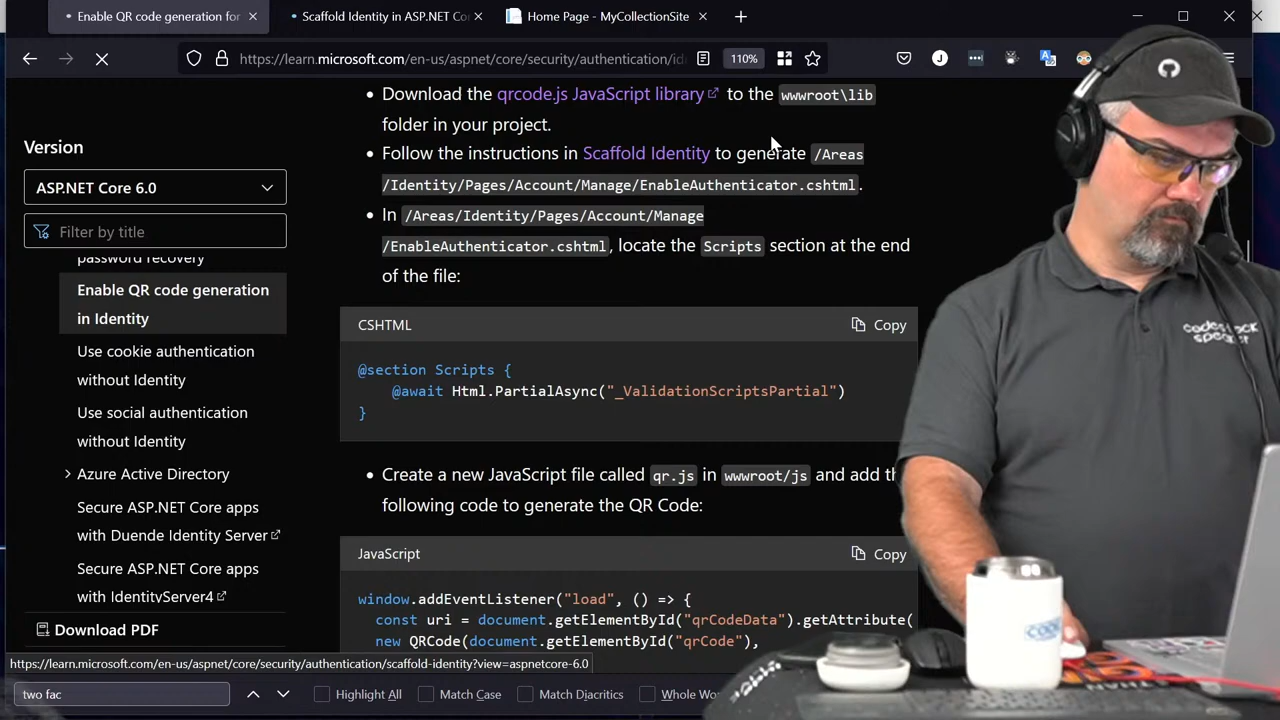 Enable QR code generation for
Scaffold Identity in ASP.NET Co
Home Page - MyCollectionSite
https://learn.microsoft.com/en-us/aspnet/core/security/authentication/id
110%
J
Version
ASP.NET Core 6.0
Filter by title
password recovery
Enable QR code generation
in Identity
Use cookie authentication
without Identity
Use social authentication
without Identity
Azure Active Directory
Secure ASP.NET Core apps
with Duende Identity Server
Secure ASP.NET Core apps
with IdentityServer4
Download PDF
Download the qrcode.js JavaScript library to the wwwroot\lib
folder in your project.
Follow the instructions in Scaffold Identity to generate /Areas
/Identity/Pages/Account/Manage/EnableAuthenticator.cshtml.
In /Areas/Identity/Pages/Account/Manage
/EnableAuthenticator.cshtml, locate the Scripts section at the end
of the file:
CSHTML
Copy
@section Scripts {
@await Html.PartialAsync("_ValidationScriptsPartial")
}
Create a new JavaScript file called qr.js in wwwroot/js and add th
following code to generate the QR Code:
JavaScript
Copy
window.addEventListener("load", () => {
const uri = document.getElementById("qrCodeData").getAttribute(
new QRCode(document.getElementById("qrCode"),
https://learn.microsoft.com/en-us/aspnet/core/security/authentication/scaffold-identity?view=aspnetcore-6.0
two fac
Highlight All
Match Case
Match Diacritics
Whole Wo
codestock
speaker
CODE